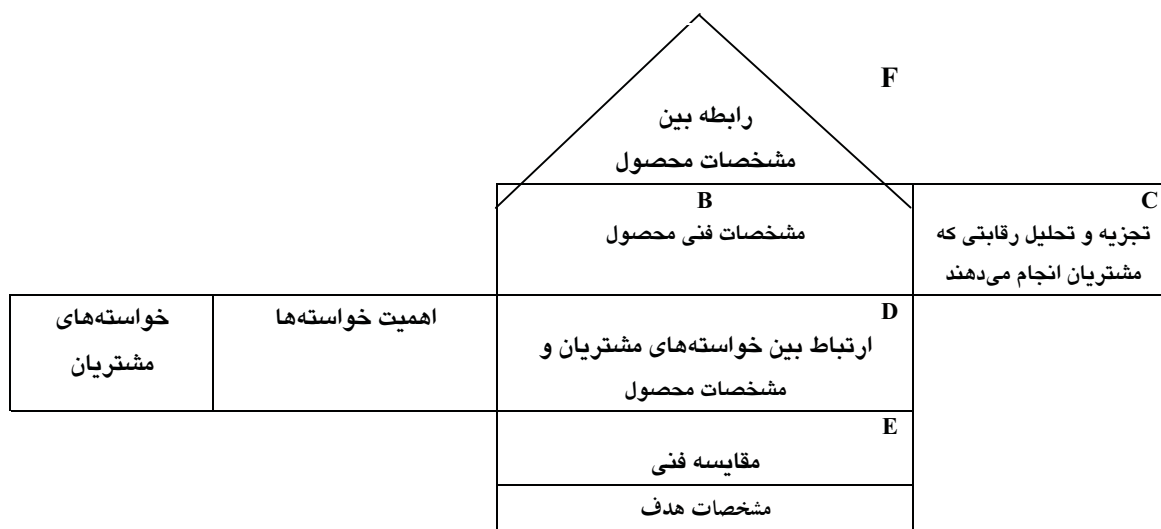 F
رابطه بین
مشخصات محصول
B
مشخصات فنی محصول
C
تجزیه و تحلیل رقابتی که
مشتریان انجام می‌دهند
خواسته‌های
مشتریان
اهمیت خواسته‌ها
D
ارتباط بین خواسته‌های مشتریان و
مشخصات محصول
E
مقایسه فنی
مشخصات هدف